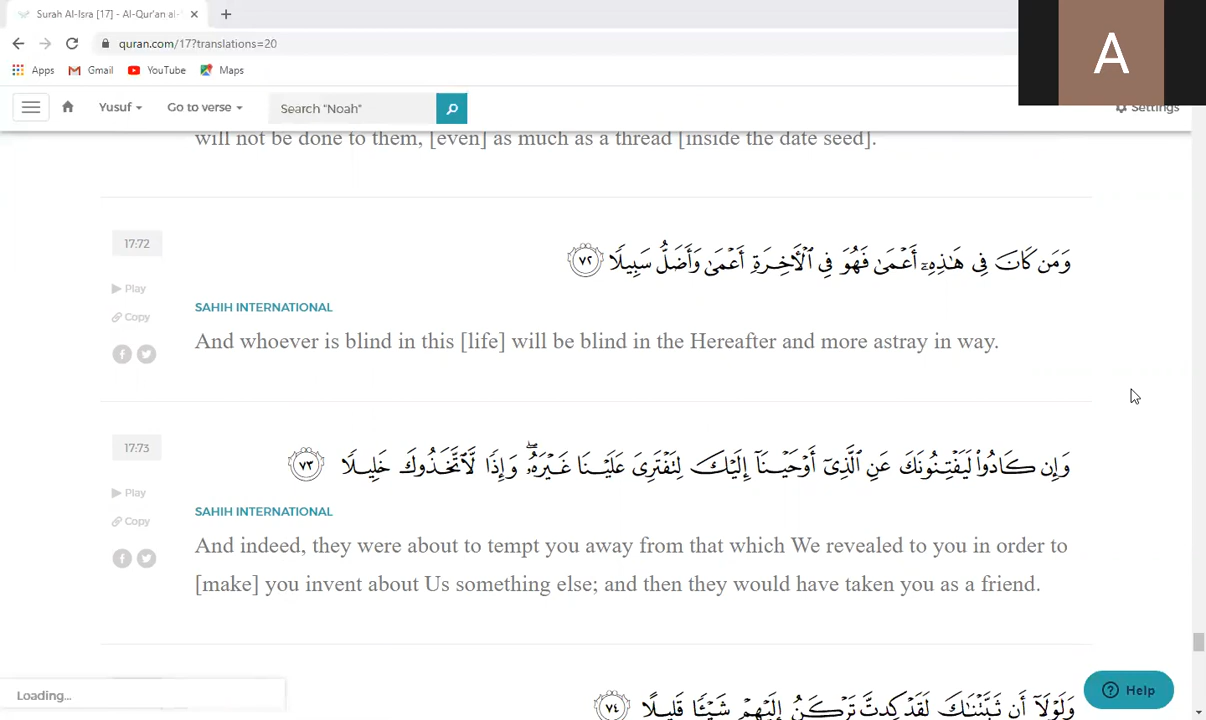 Surah Al-Isra [17] - Al-Qur'an al-
quran.com/17?translations=20
Apps Gmail YouTube Maps
A
Yusuf Go to verse Search "Noah" Settings
will not be done to them, [even] as much as a thread [inside the date seed].
17:72
وَمَن كَانَ فِي هَـٰذِهِۦٓ أَعۡمَىٰ فَهُوَ فِي ٱلۡأٓخِرَةِ أَعۡمَىٰ وَأَضَلُّ سَبِيلٗا ٧٢
Play
SAHIH INTERNATIONAL
Copy
And whoever is blind in this [life] will be blind in the Hereafter and more astray in way.
17:73
وَإِن كَادُواْ لَيَفۡتِنُونَكَ عَنِ ٱلَّذِيٓ أَوۡحَيۡنَآ إِلَيۡكَ لِتَفۡتَرِيَ عَلَيۡنَا غَيۡرَهُۥۖ وَإِذٗا لَّٱتَّخَذُوكَ خَلِيلٗا ٧٣
Play
SAHIH INTERNATIONAL
Copy
And indeed, they were about to tempt you away from that which We revealed to you in order to
[make] you invent about Us something else; and then they would have taken you as a friend.
Loading...
Help
وَلَوۡلَآ أَن ثَبَّتۡنَٰكَ لَقَدۡ كِدتَّ تَرۡكَنُ إِلَيۡهِمۡ شَيۡـٔٗا قَلِيلًا ٧٤